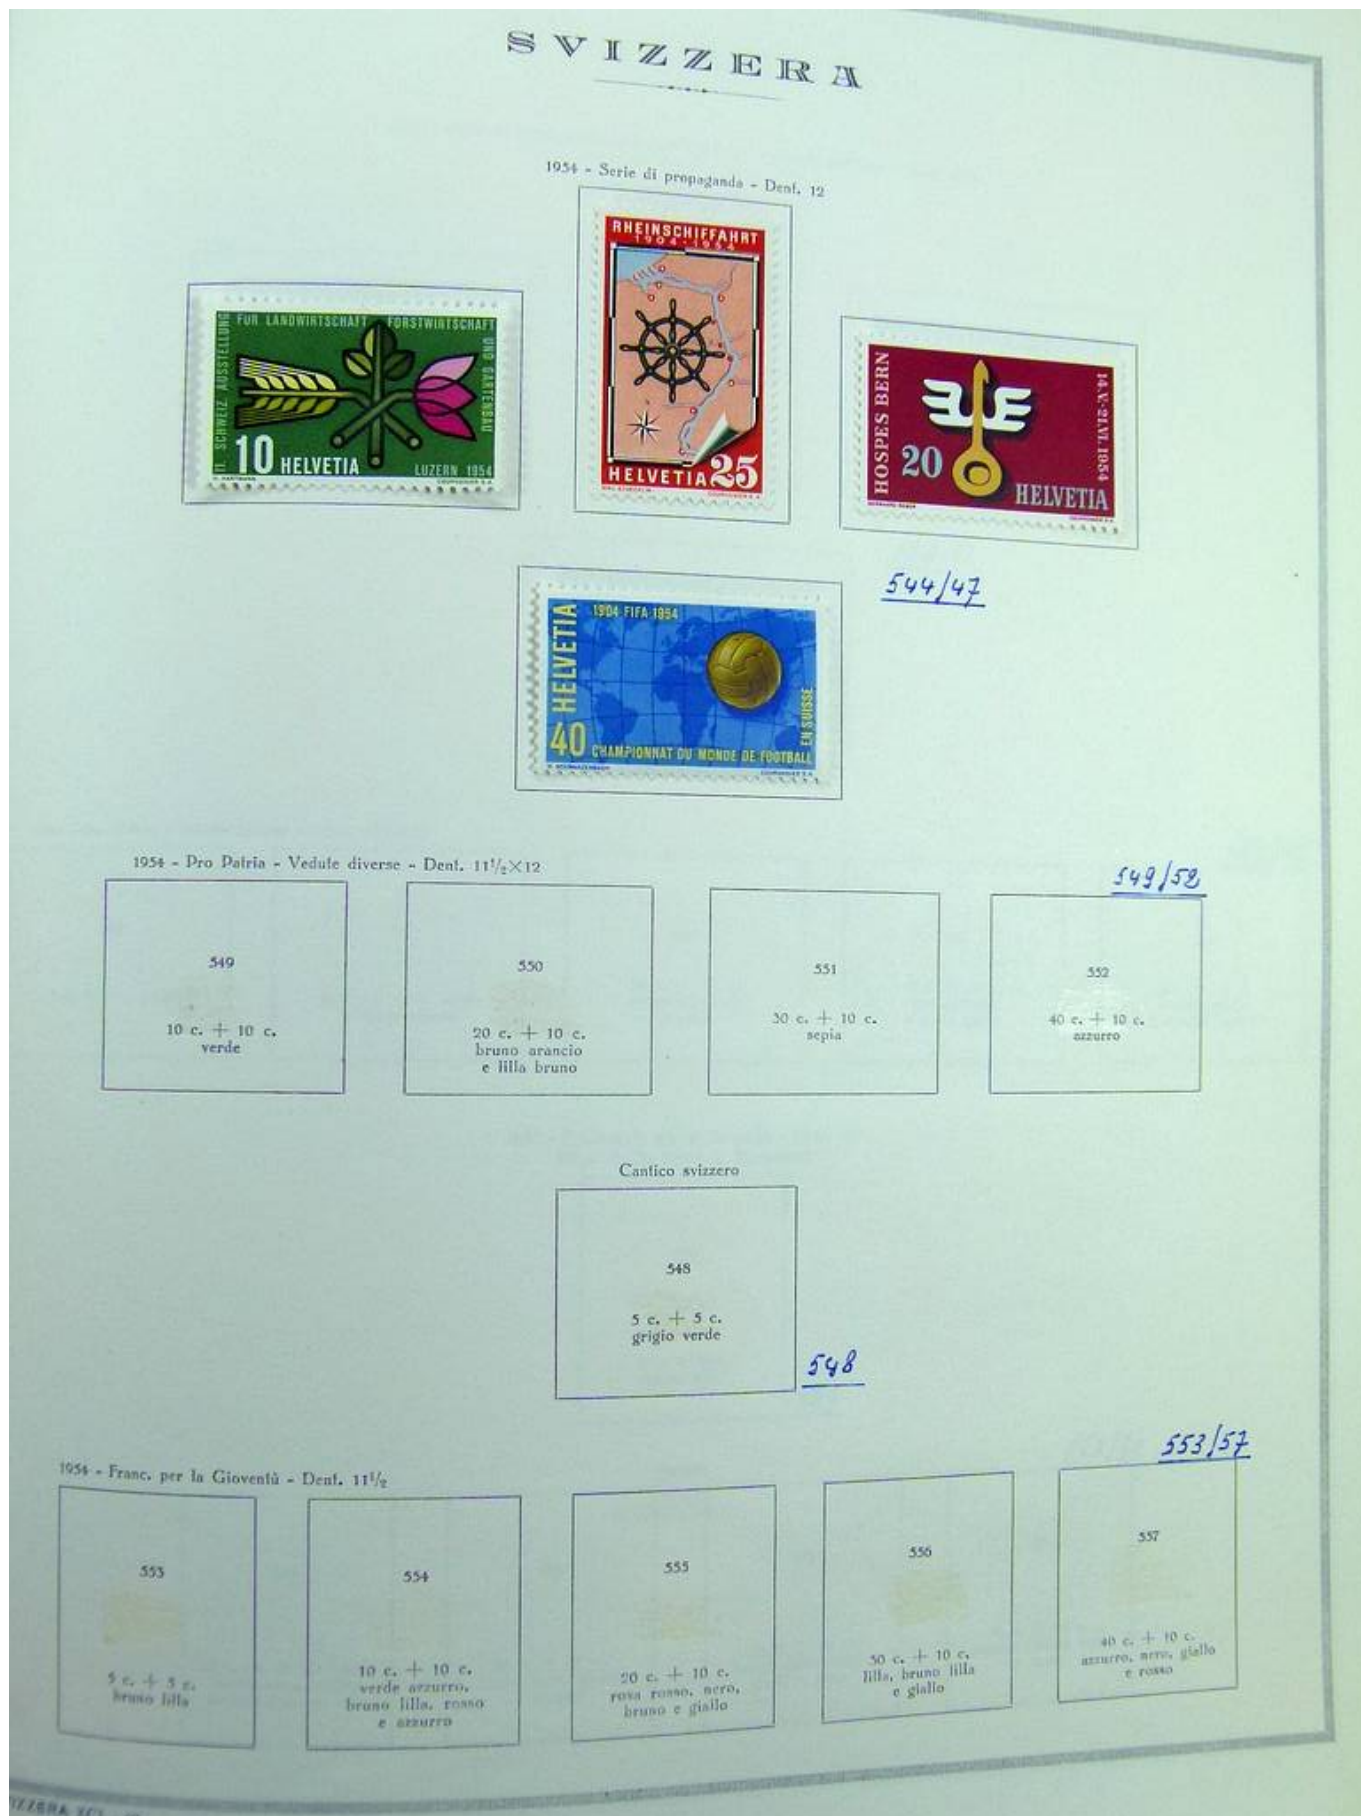 SVIZZERA
1954 - Serie di propaganda - Dent. 12
FÜR LANDWIRTSCHAFT FORSTWIRTSCHAFT
11. SCHWEIZ. AUSSTELLUNG
UND GARTENBAU
10 HELVETIA
LUZERN 1954
COURVOISIER S.A.
RHEINSCHIFFAHRT
1904-1954
HELVETIA 25
COURVOISIER S.A.
HOSPES BERN
14.V.-21.VI.1954
20
HELVETIA
COURVOISIER S.A.
544/47
HELVETIA
1904 FIFA 1954
EN SUISSE
40 CHAMPIONNAT DU MONDE DE FOOTBALL
COURVOISIER S.A.
1954 - Pro Patria - Vedute diverse - Dent. 11½×12
549/52
549
10 c. + 10 c.
verde
550
20 c. + 10 c.
bruno arancio
e lilla bruno
551
30 c. + 10 c.
sepia
552
40 c. + 10 c.
azzurro
Cantico svizzero
548
5 c. + 5 c.
grigio verde
548
1954 - Franc. per la Gioventù - Dent. 11½
553/57
553
5 c. + 5 c.
bruno lilla
554
10 c. + 10 c.
verde azzurro,
bruno lilla, rosso
e azzurro
555
20 c. + 10 c.
rosa rosso, nero,
bruno e giallo
556
30 c. + 10 c.
lilla, bruno lilla
e giallo
557
40 c. + 10 c.
azzurro, nero, giallo
e rosso